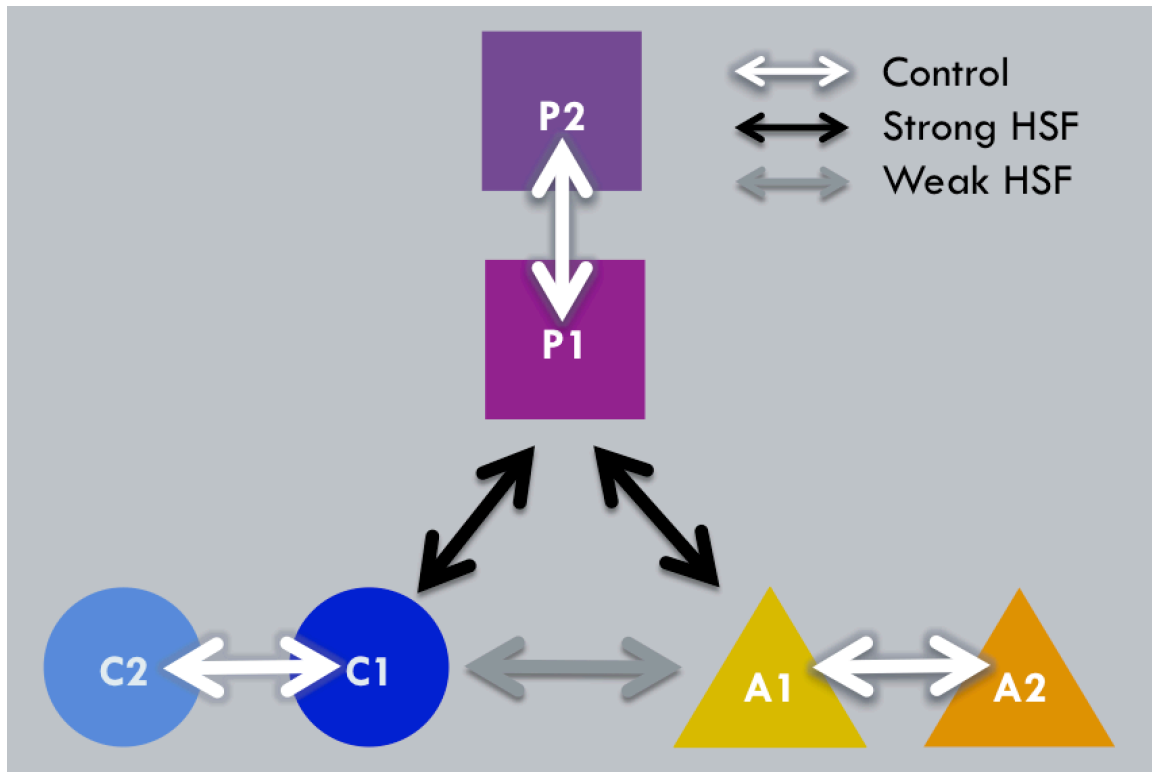 P2
Control
Strong HSF
Weak HSF
P1
C2
C1
A1
A2